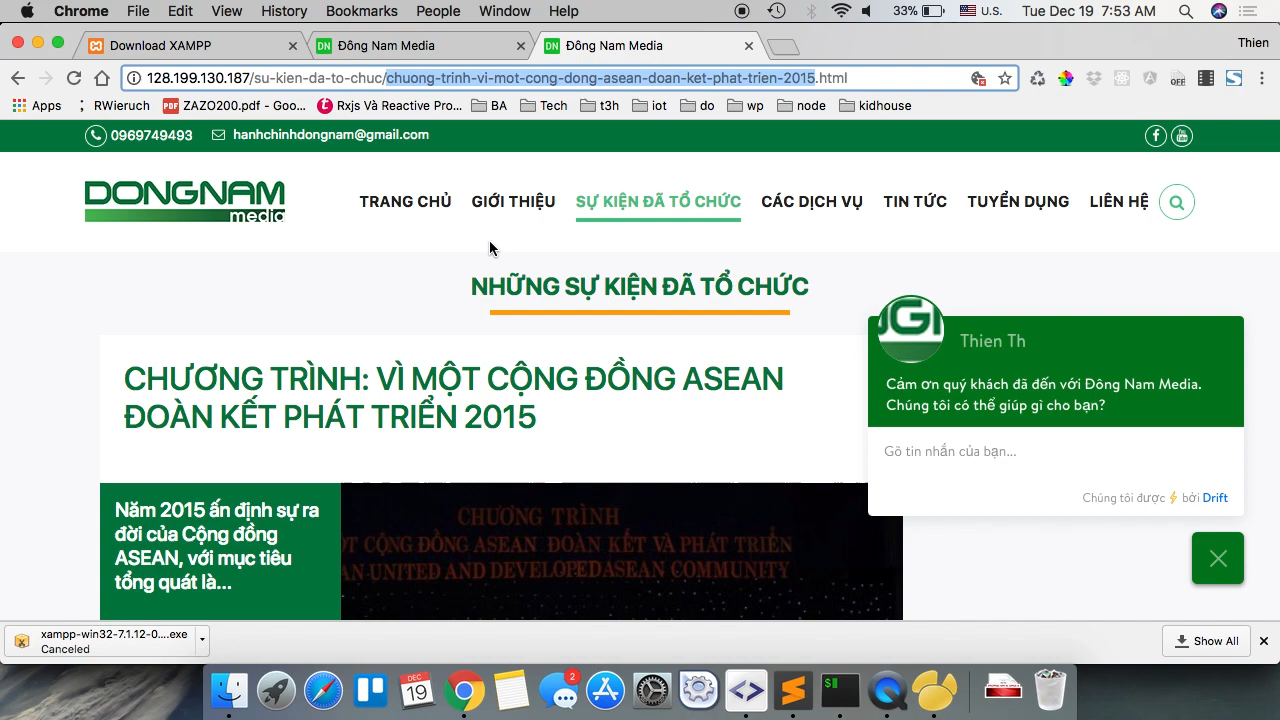 Chrome File Edit View History Bookmarks People Window Help 33% U.S. Tue Dec 19 7:53 AM
Download XAMPP DN Đông Nam Media DN Đông Nam Media Thien
128.199.130.187/su-kien-da-to-chuc/chuong-trinh-vi-mot-cong-dong-asean-doan-ket-phat-trien-2015.html
Apps RWieruch ZAZO200.pdf - Goo... Rxjs Và Reactive Pro... BA Tech t3h iot do wp node kidhouse
0969749493 hanhchinhdongnam@gmail.com
DONGNAM
media
TRANG CHỦ GIỚI THIỆU SỰ KIỆN ĐÃ TỔ CHỨC CÁC DỊCH VỤ TIN TỨC TUYỂN DỤNG LIÊN HỆ
NHỮNG SỰ KIỆN ĐÃ TỔ CHỨC
CHƯƠNG TRÌNH: VÌ MỘT CỘNG ĐỒNG ASEAN
ĐOÀN KẾT PHÁT TRIỂN 2015
Thien Th
Cảm ơn quý khách đã đến với Đông Nam Media.
Chúng tôi có thể giúp gì cho bạn?
Gõ tin nhắn của bạn...
Chúng tôi được ⚡ bởi Drift
Năm 2015 ấn định sự ra
đời của Cộng đồng
ASEAN, với mục tiêu
tổng quát là...
CHƯƠNG TRÌNH
ỘT CỘNG ĐỒNG ASEAN ĐOÀN KẾT VÀ PHÁT TRIỂN
AN UNITED AND DEVELOPED ASEAN COMMUNITY
xampp-win32-7.1.12-0....exe
Canceled
Show All
DEC
19
2